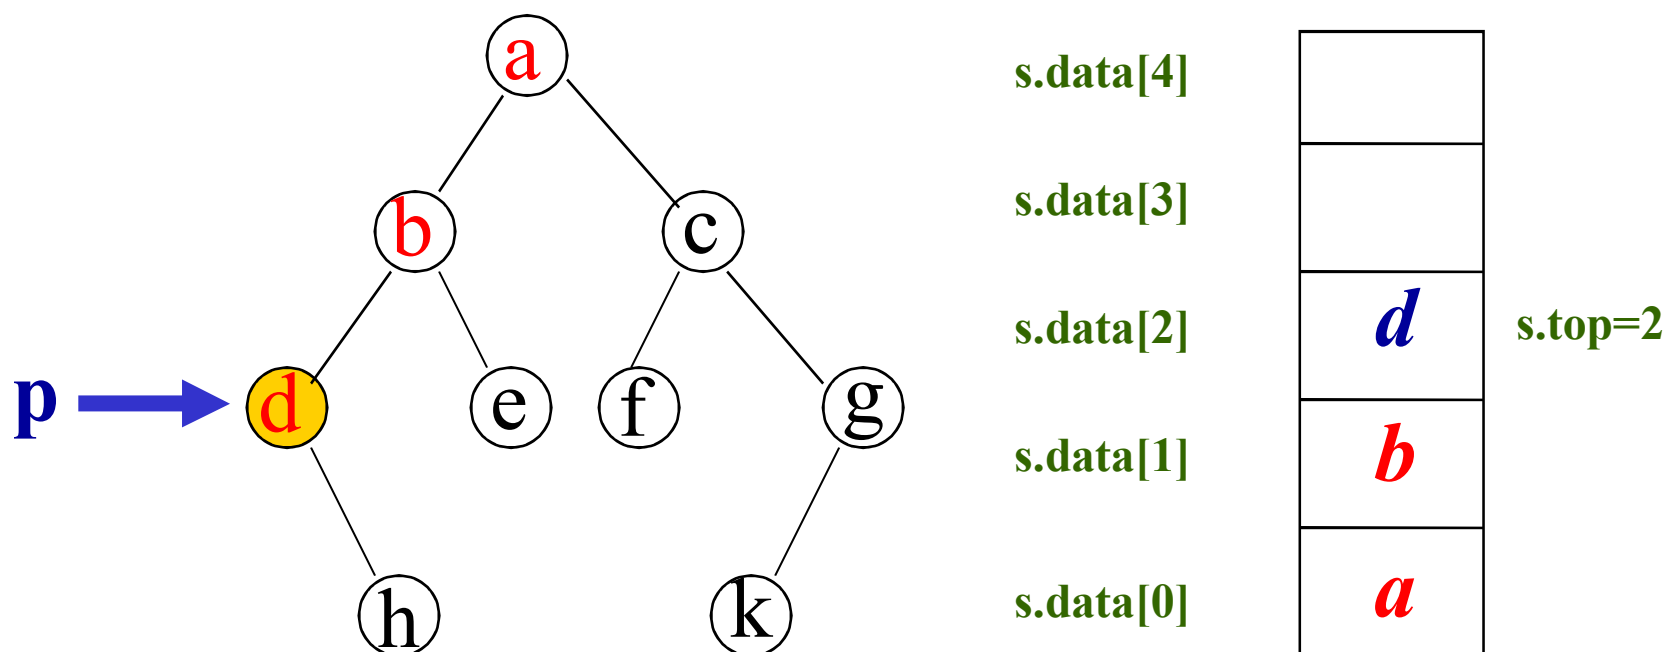 a
s.data[4]
b
c
s.data[3]
p
d
e
f
g
s.data[2]
d
s.top=2
s.data[1]
b
h
k
s.data[0]
a